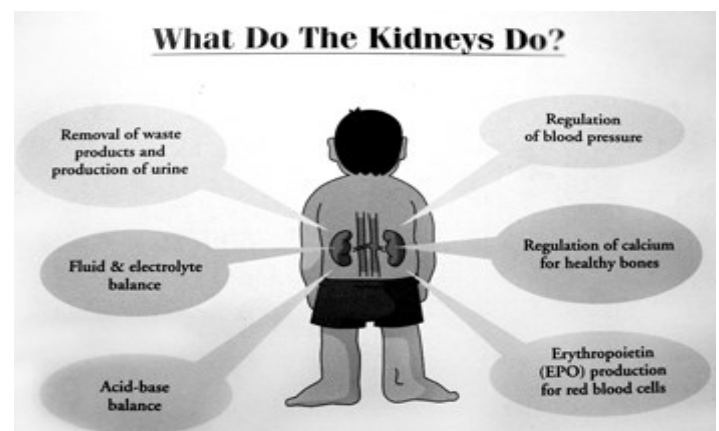 What Do The Kidneys Do?
Removal of waste
products and
production of urine
Fluid & electrolyte
balance
Acid-base
balance
Regulation
of blood pressure
Regulation of calcium
for healthy bones
Erythropoietin
(EPO) production
for red blood cells